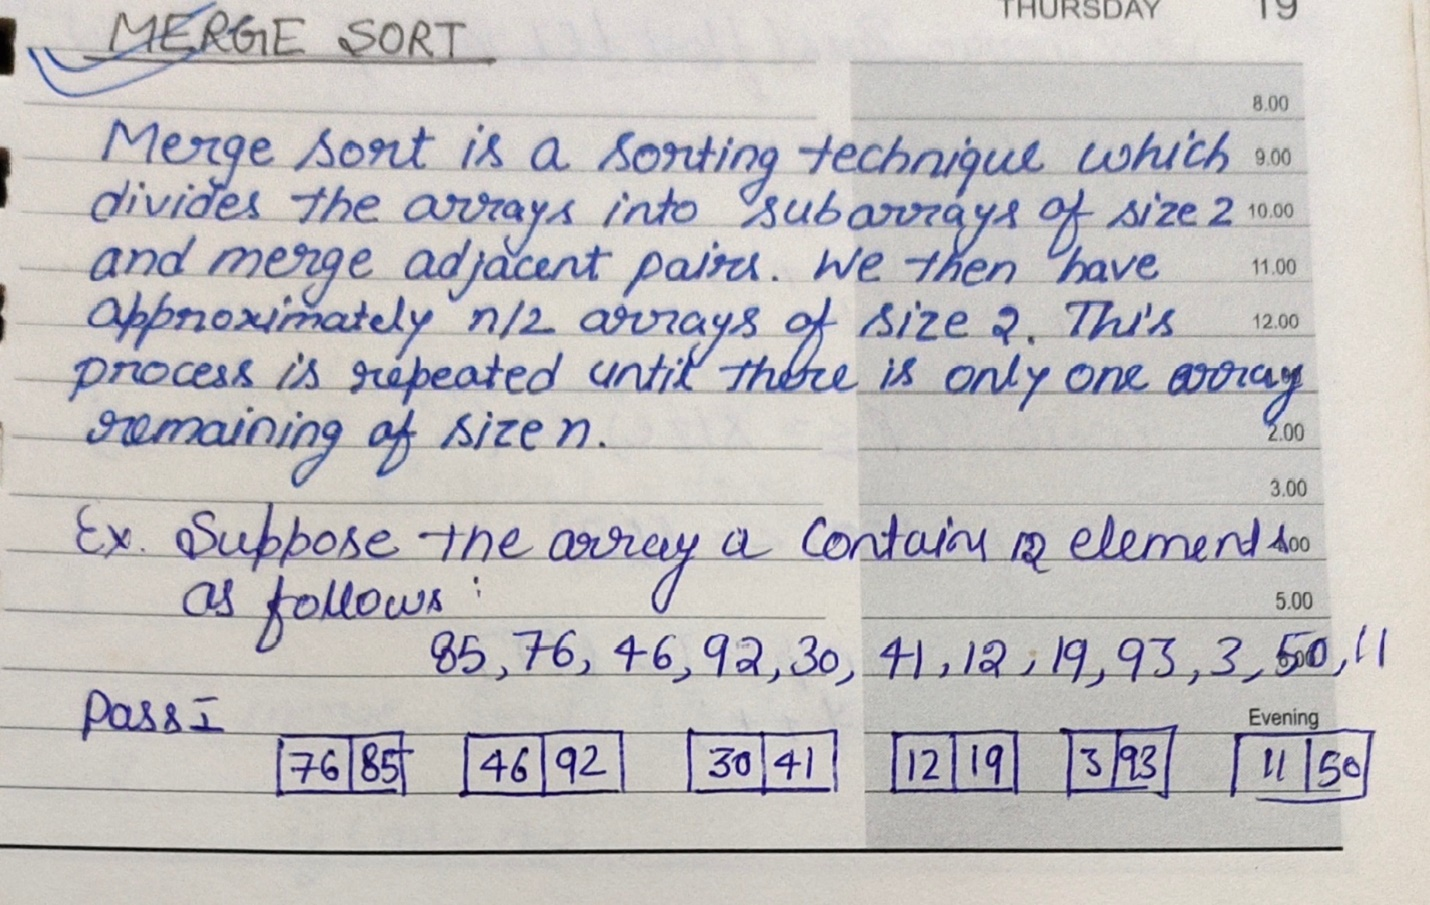 THURSDAY 19
MERGE SORT
8.00
Merge sort is a sorting technique which 9.00
divides the arrays into subarrays of size 2 10.00
and merge adjacent pairs. We then have 11.00
approximately n/2 arrays of size 2. This 12.00
process is repeated until there is only one array
remaining of size n. 2.00
3.00
Ex. Suppose the array a Contains 12 elements 4.00
as follows: 5.00
85, 76, 46, 92, 30, 41, 12, 19, 93, 3, 50, 11
Pass I Evening
76 85 46 92 30 41 12 19 3 93 11 50